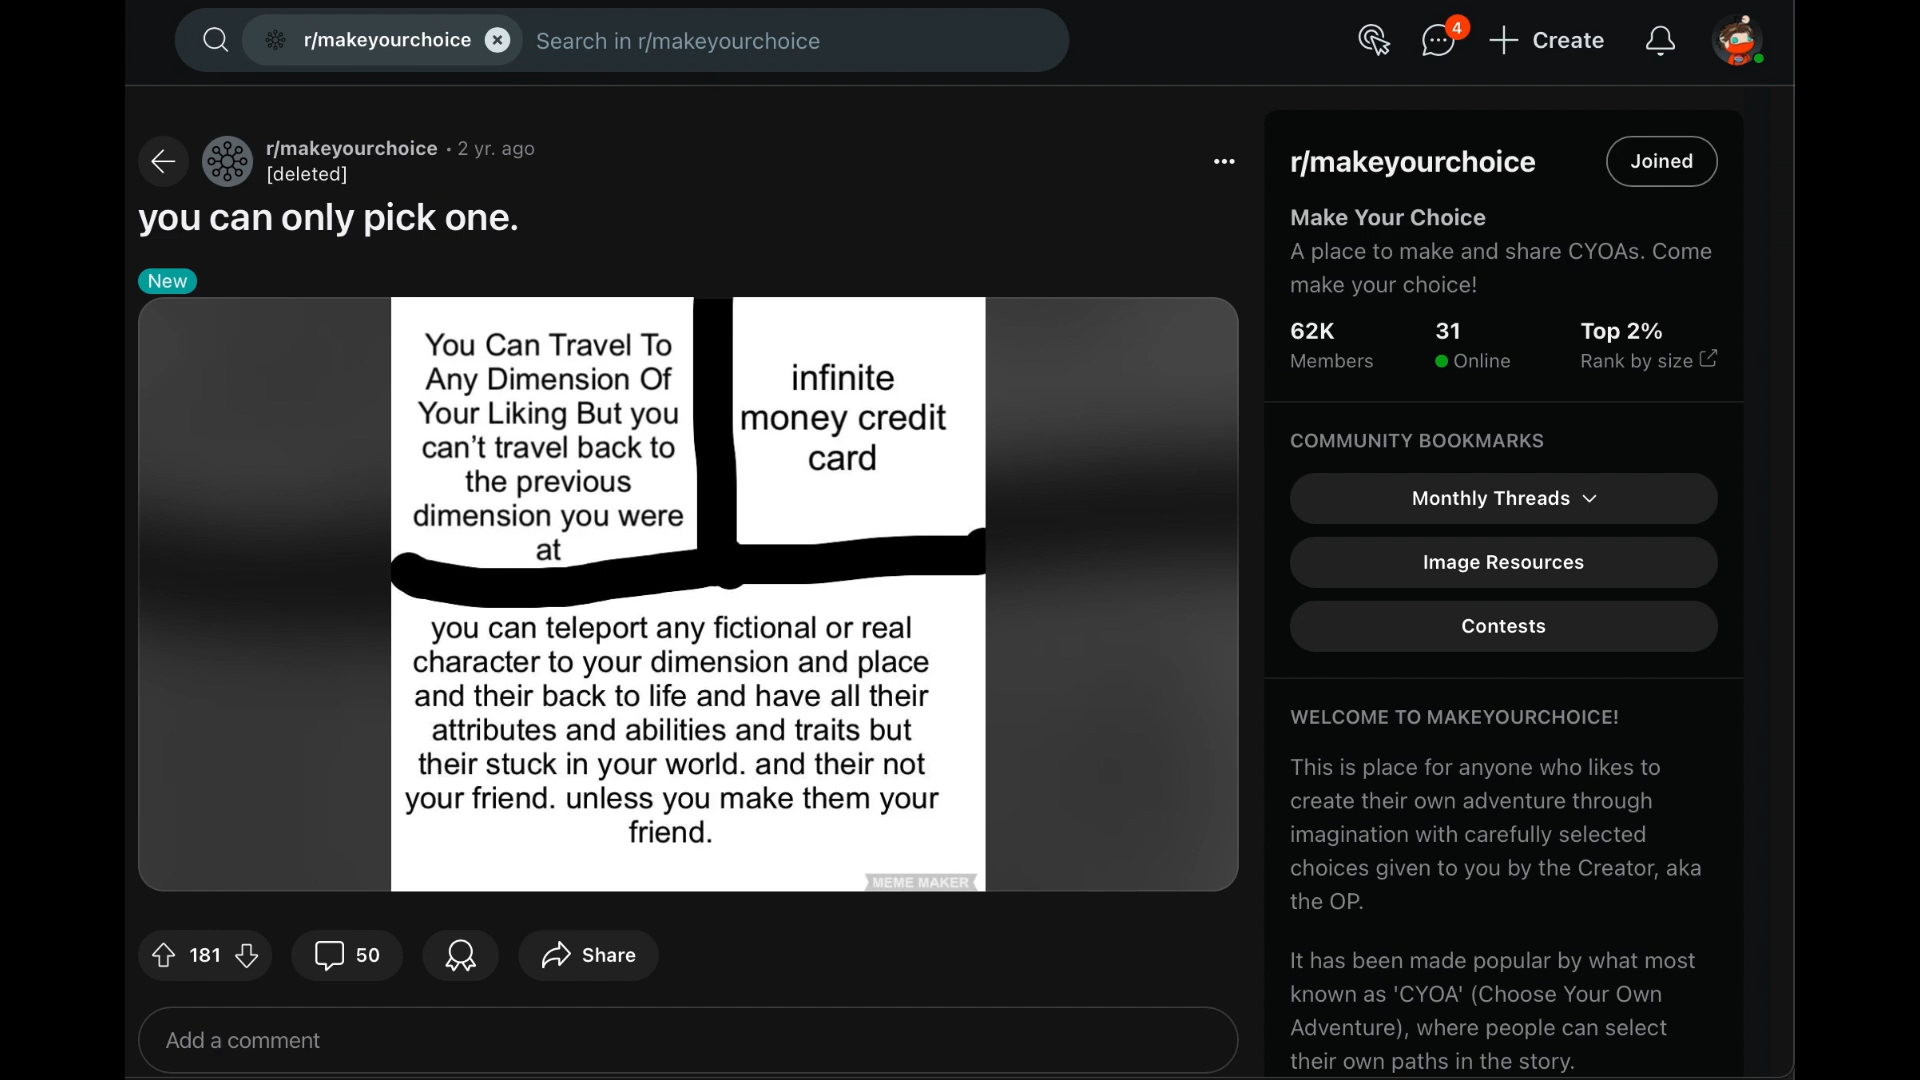 r/makeyourchoice
Search in r/makeyourchoice
4
Create
r/makeyourchoice • 2 yr. ago
[deleted]
you can only pick one.
New
You Can Travel To
Any Dimension Of
Your Liking But you
can't travel back to
the previous
dimension you were
at
infinite
money credit
card
you can teleport any fictional or real
character to your dimension and place
and their back to life and have all their
attributes and abilities and traits but
their stuck in your world. and their not
your friend. unless you make them your
friend.
MEME MAKER
181
50
Share
Add a comment
r/makeyourchoice
Joined
Make Your Choice
A place to make and share CYOAs. Come
make your choice!
62K
Members
31
Online
Top 2%
Rank by size
COMMUNITY BOOKMARKS
Monthly Threads
Image Resources
Contests
WELCOME TO MAKEYOURCHOICE!
This is place for anyone who likes to
create their own adventure through
imagination with carefully selected
choices given to you by the Creator, aka
the OP.
It has been made popular by what most
known as 'CYOA' (Choose Your Own
Adventure), where people can select
their own paths in the story.